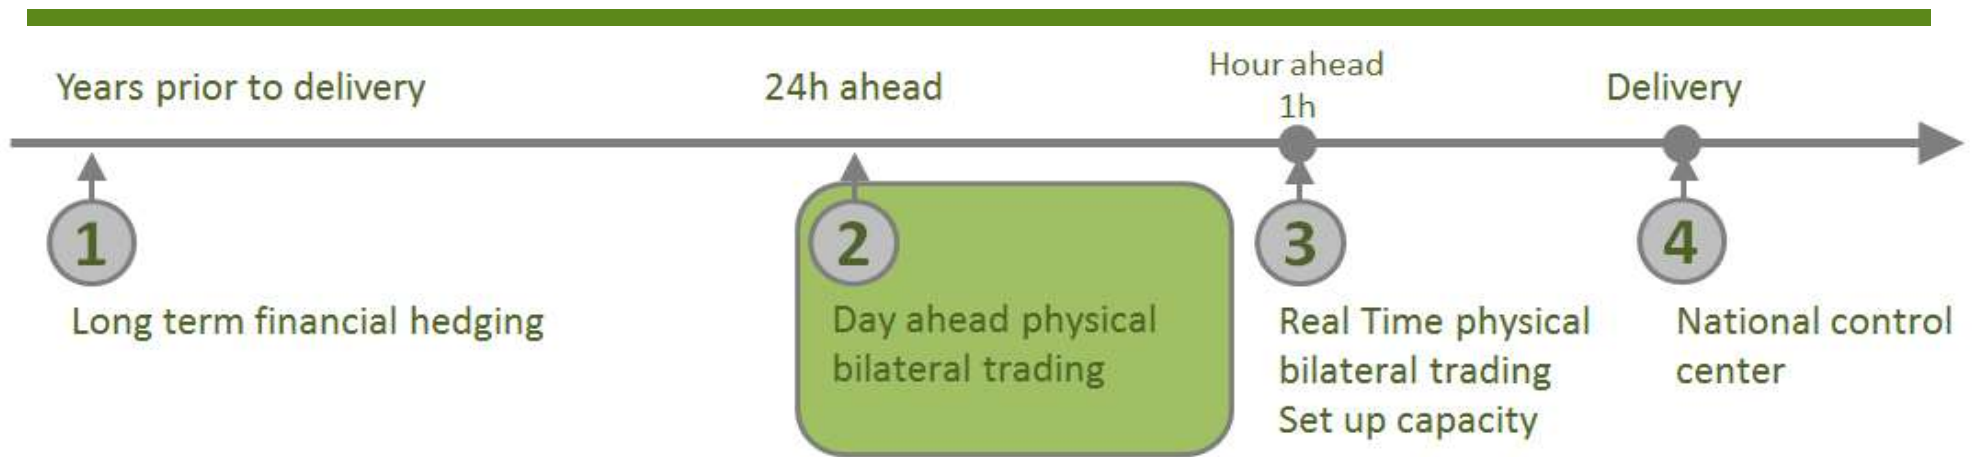 Years prior to delivery
24h ahead
Hour ahead
1h
Delivery
1
2
3
4
Long term financial hedging
Day ahead physical
bilateral trading
Real Time physical
bilateral trading
Set up capacity
National control
center